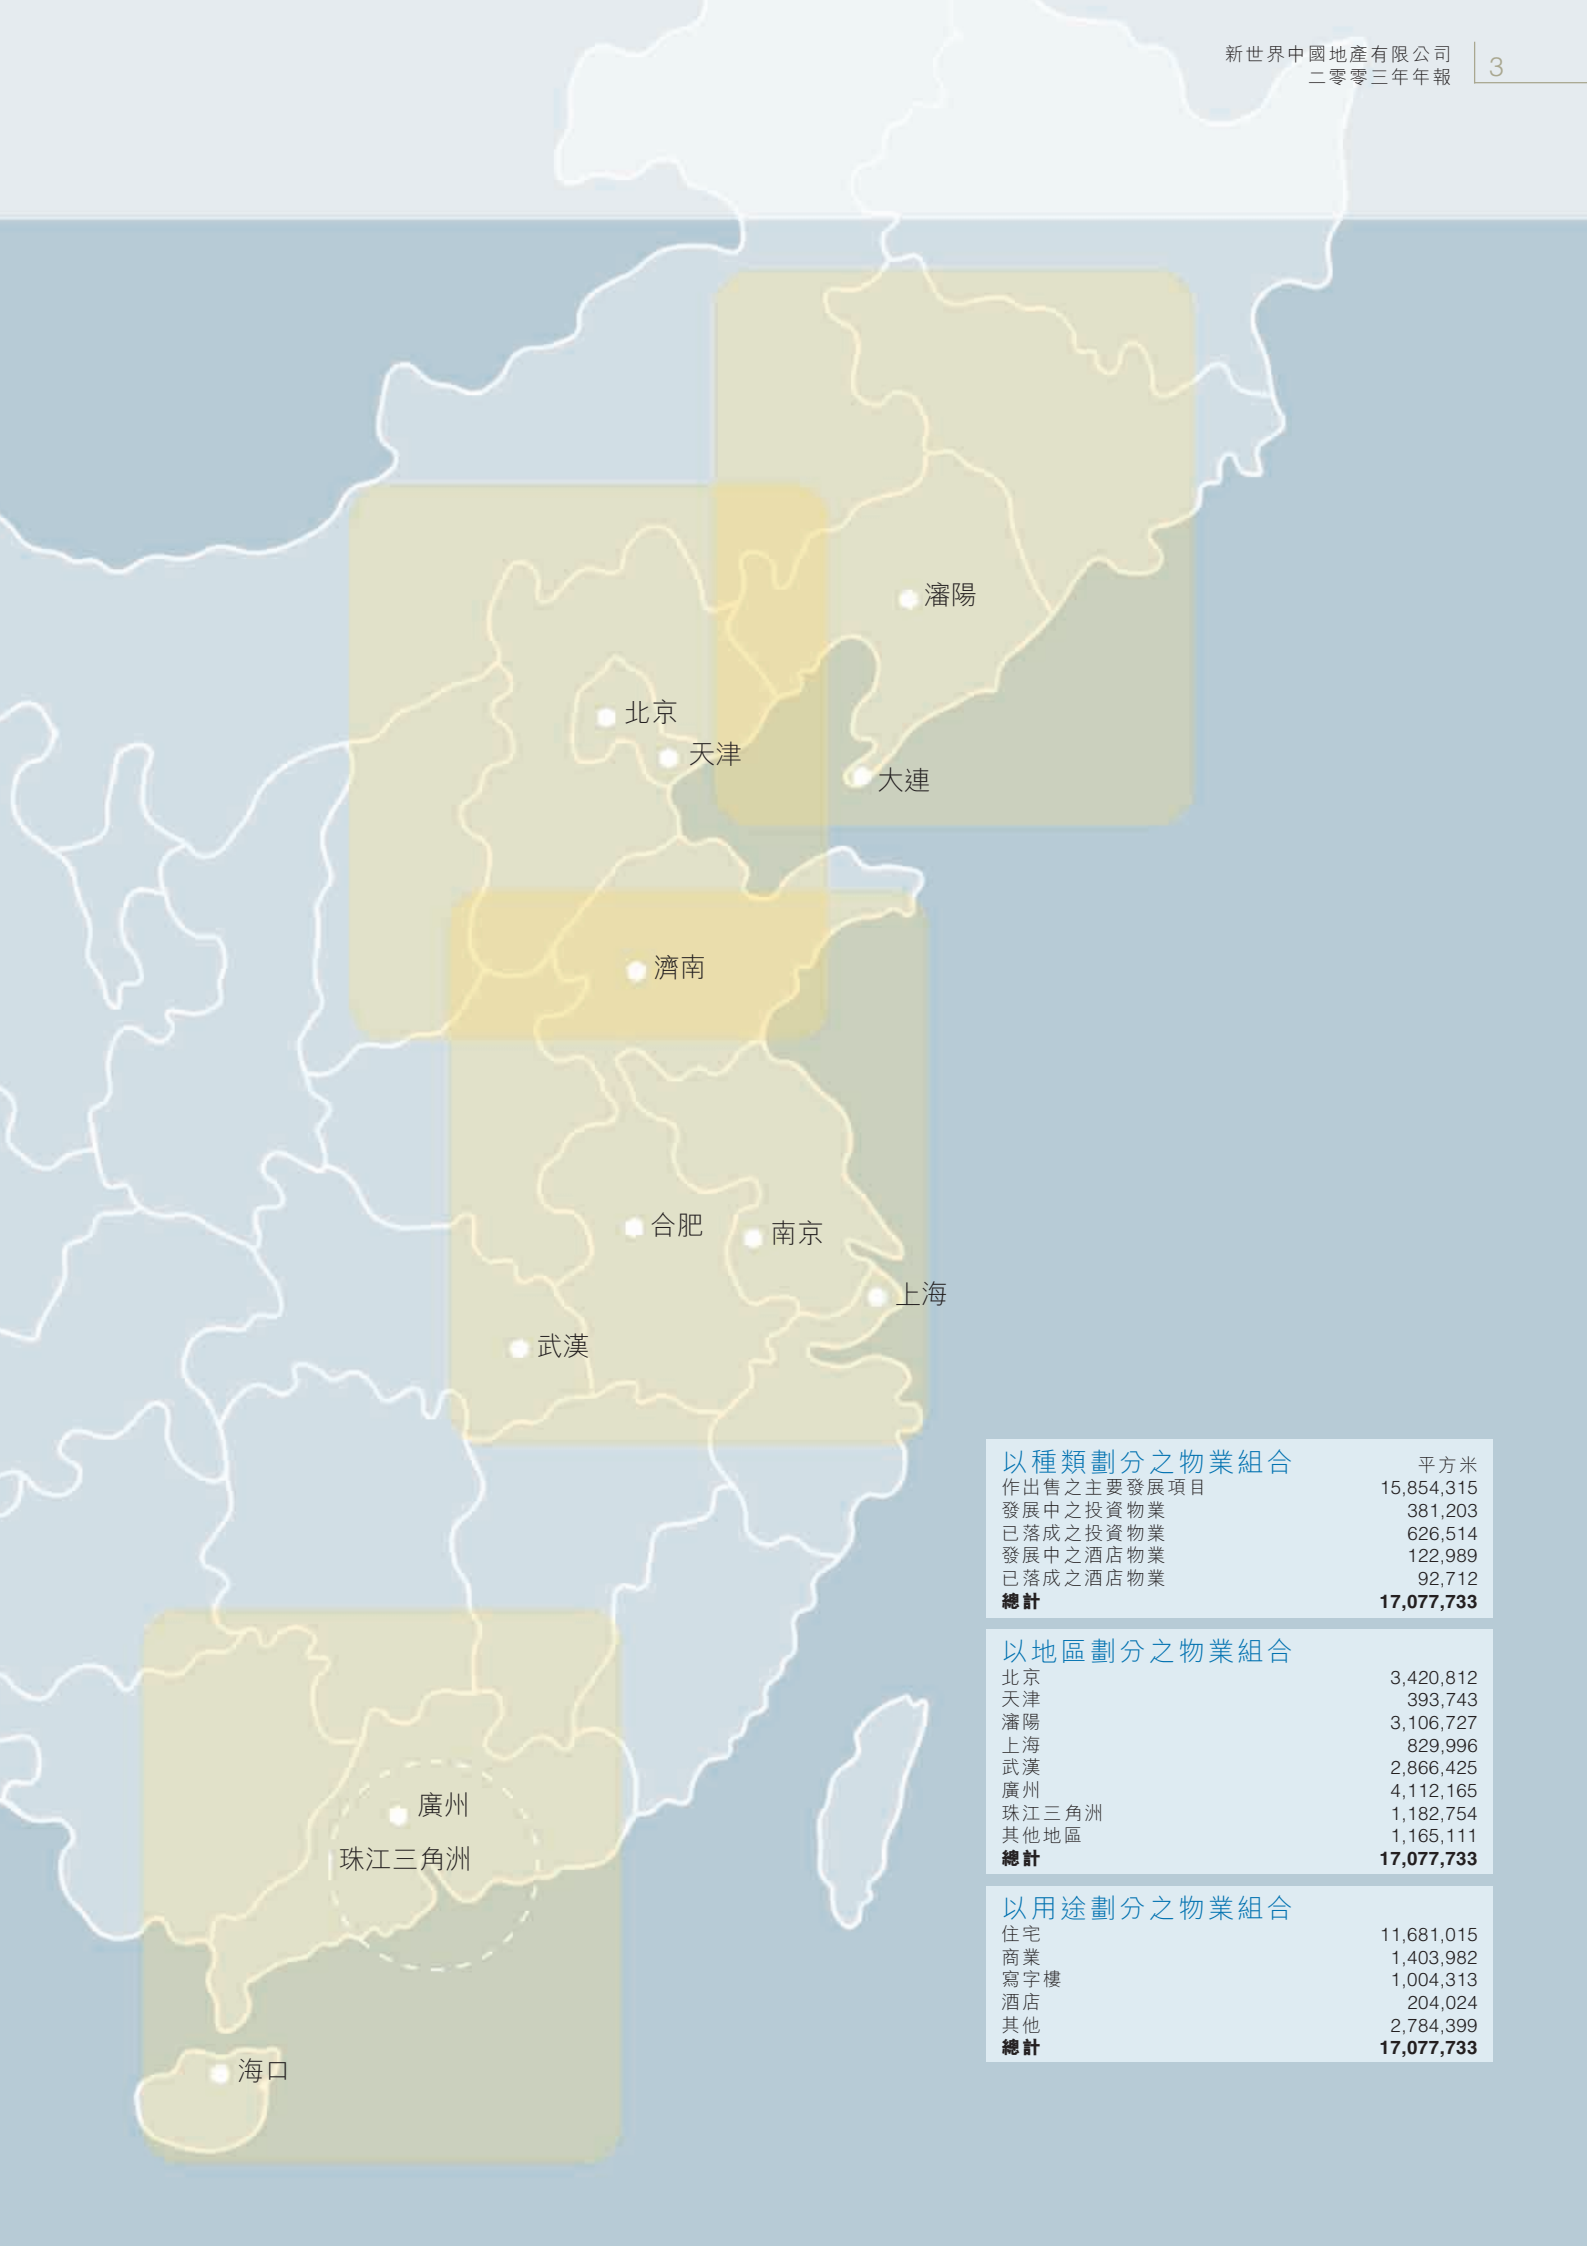 新世界中國地產有限公司
二零零三年年報
3
瀋陽
北京
天津
大連
濟南
合肥
南京
上海
武漢
廣州
珠江三角洲
海口
以種類劃分之物業組合 平方米
作出售之主要發展項目 15,854,315
發展中之投資物業 381,203
已落成之投資物業 626,514
發展中之酒店物業 122,989
已落成之酒店物業 92,712
總計 17,077,733
以地區劃分之物業組合
北京 3,420,812
天津 393,743
瀋陽 3,106,727
上海 829,996
武漢 2,866,425
廣州 4,112,165
珠江三角洲 1,182,754
其他地區 1,165,111
總計 17,077,733
以用途劃分之物業組合
住宅 11,681,015
商業 1,403,982
寫字樓 1,004,313
酒店 204,024
其他 2,784,399
總計 17,077,733